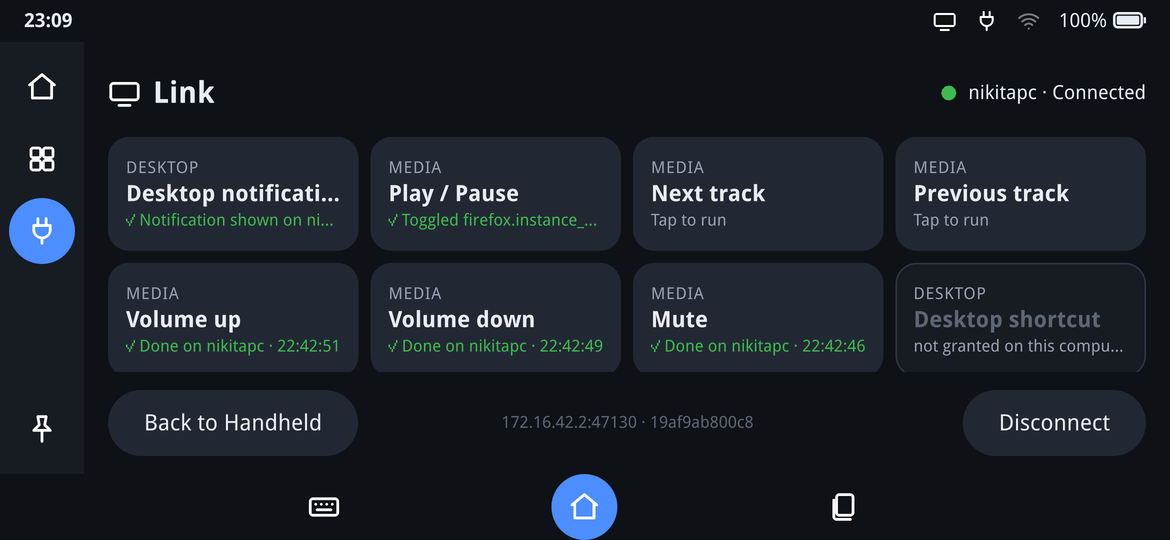 23:09
100%
Link
nikitapc · Connected
DESKTOP
Desktop notificati...
✓ Notification shown on ni...
MEDIA
Play / Pause
✓ Toggled firefox.instance_...
MEDIA
Next track
Tap to run
MEDIA
Previous track
Tap to run
MEDIA
Volume up
✓ Done on nikitapc · 22:42:51
MEDIA
Volume down
✓ Done on nikitapc · 22:42:49
MEDIA
Mute
✓ Done on nikitapc · 22:42:46
DESKTOP
Desktop shortcut
not granted on this compu...
Back to Handheld
172.16.42.2:47130 · 19af9ab800c8
Disconnect